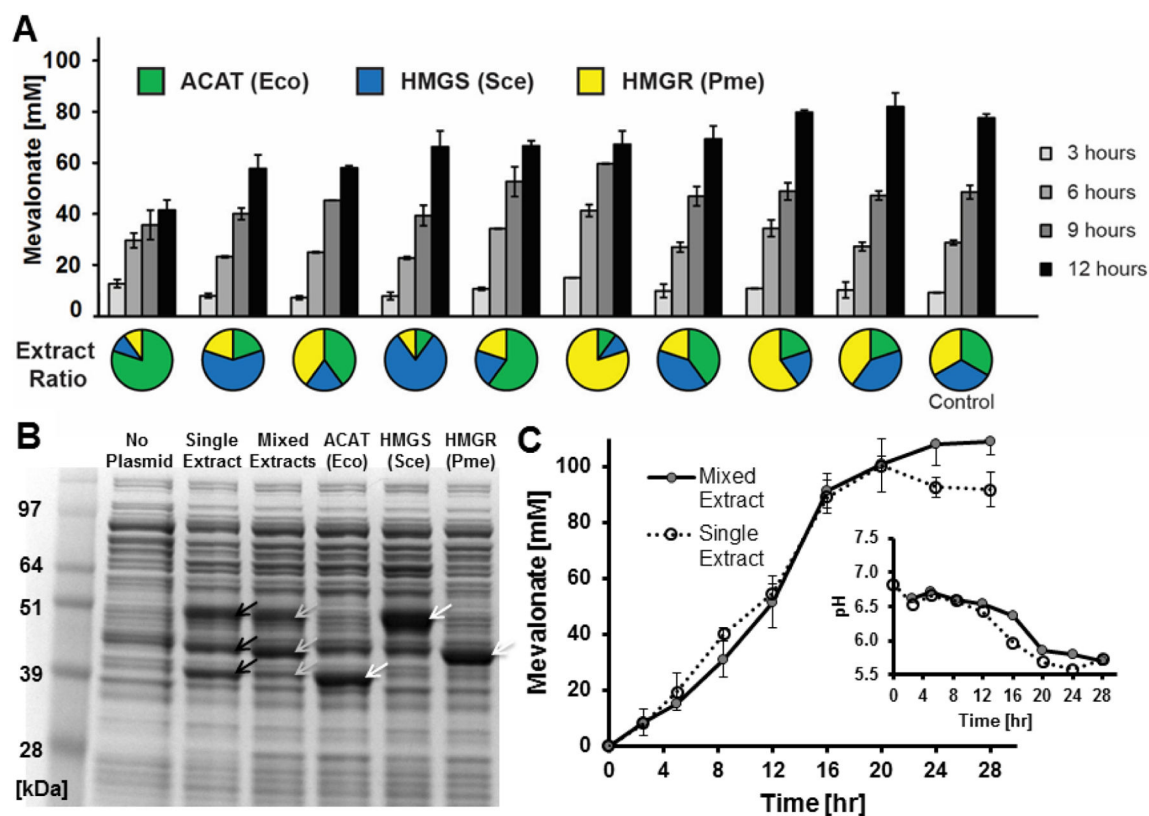 A
Mevalonate [mM]
100
80
60
40
20
0
ACAT (Eco)
HMGS (Sce)
HMGR (Pme)
3 hours
6 hours
9 hours
12 hours
Extract
Ratio
Control
B
No
Plasmid
Single
Extract
Mixed
Extracts
ACAT
(Eco)
HMGS
(Sce)
HMGR
(Pme)
97
64
51
39
28
[kDa]
C
Mevalonate [mM]
100
80
60
40
20
0
Mixed
Extract
Single
Extract
0 4 8 12 16 20 24 28
Time [hr]
pH
7.5
7.0
6.5
6.0
5.5
0 4 8 12 16 20 24 28
Time [hr]